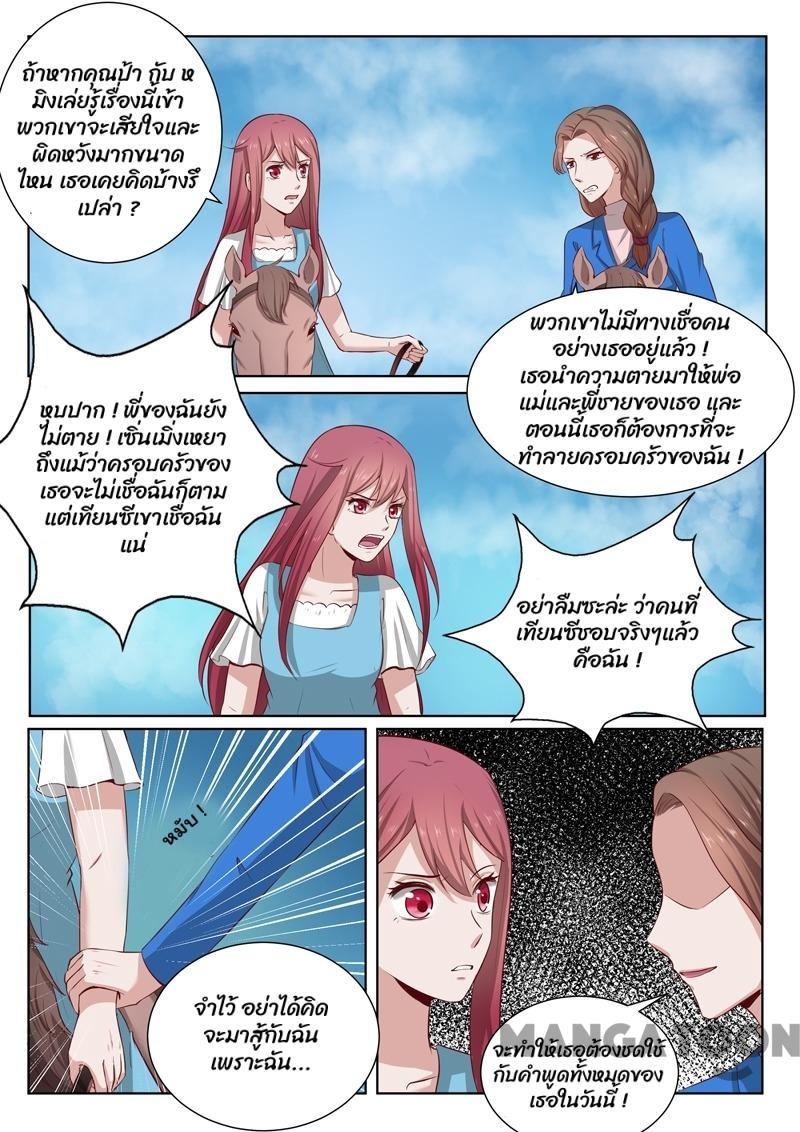 ถ้าหากคุณป้า กับ ห
มิงเล่ยรู้เรื่องนี้เข้า
พวกเขาจะเสียใจและ
ผิดหวังมากขนาด
ไหน เธอเคยคิดบ้างรึ
เปล่า ?
พวกเขาไม่มีทางเชื่อคน
อย่างเธออยู่แล้ว !
เธอนำความตายมาให้พ่อ
แม่และพี่ชายของเธอ และ
ตอนนี้เธอก็ต้องการที่จะ
ทำลายครอบครัวของฉัน !
หุบปาก ! พี่ของฉันยัง
ไม่ตาย ! เซิ่นเมิ่งเหยา
ถึงแม้ว่าครอบครัวของ
เธอจะไม่เชื่อฉันก็ตาม
แต่เทียนซีเขาเชื่อฉัน
แน่
อย่าลืมซะล่ะ ว่าคนที่
เทียนซีชอบจริงๆแล้ว
คือฉัน !
หมับ !
จำไว้ อย่าได้คิด
จะมาสู้กับฉัน
เพราะฉัน...
จะทำให้เธอต้องชดใช้
กับคำพูดทั้งหมดของ
เธอในวันนี้ !
MANGATOON